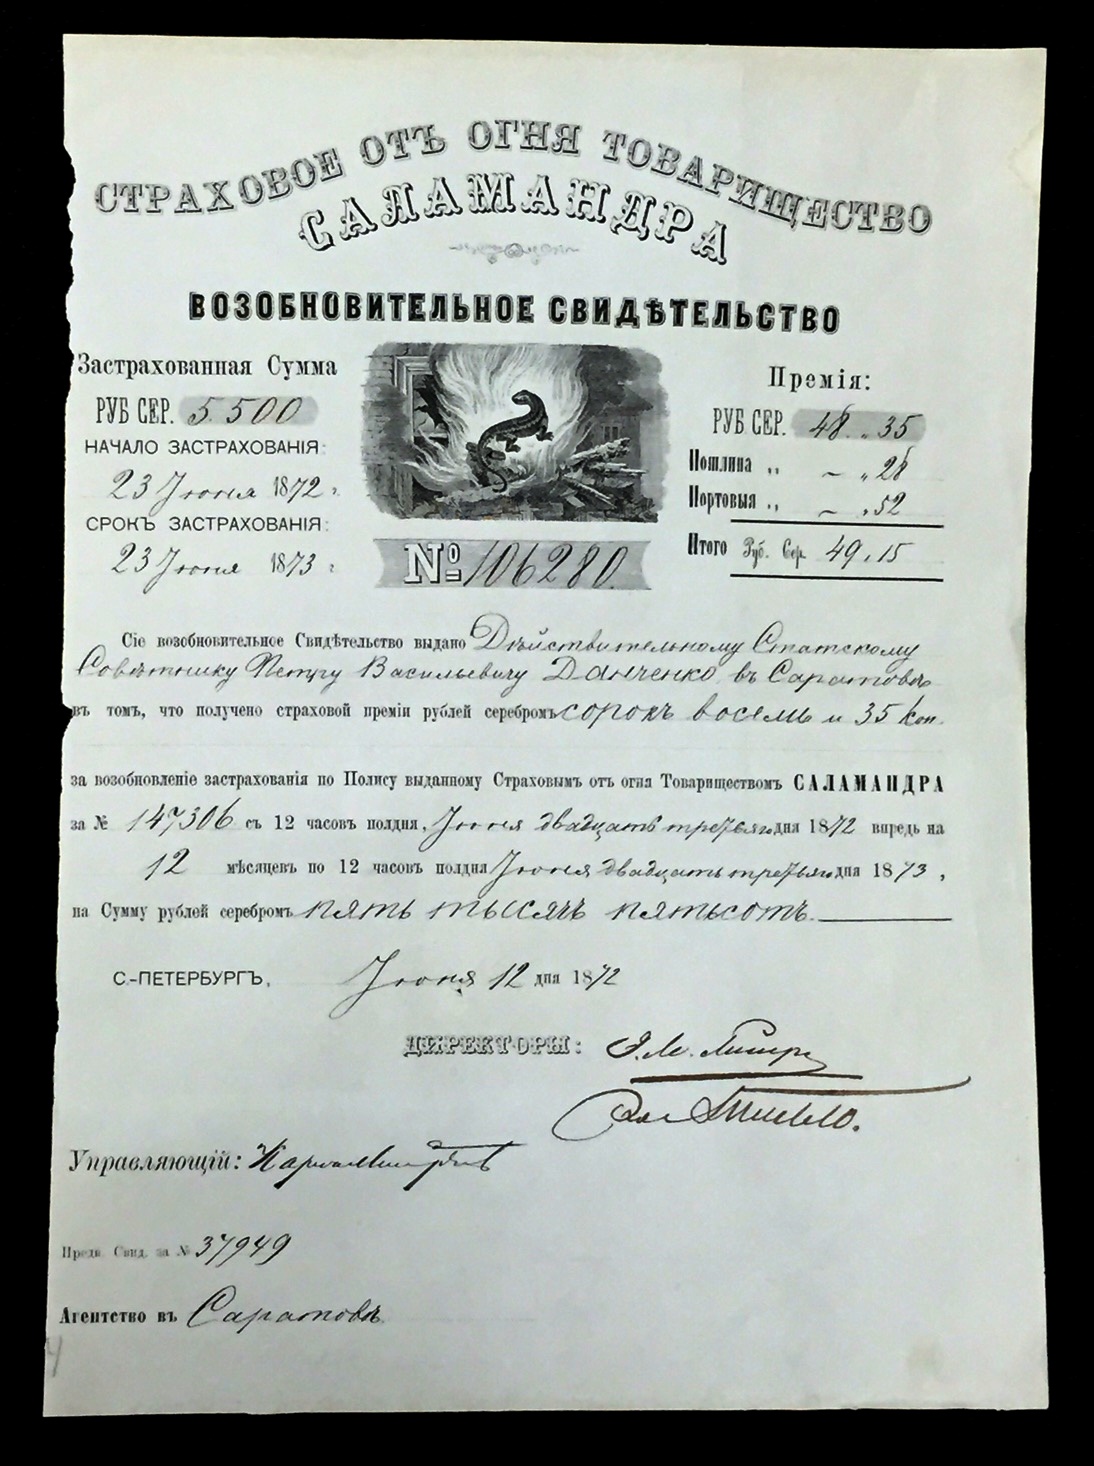 СТРАХОВОЕ ОТЪ ОГНЯ ТОВАРИЩЕСТВО
САЛАМАНДРА
ВОЗОБНОВИТЕЛЬНОЕ СВИДѢТЕЛЬСТВО
Застрахованная Сумма
РУБ СЕР. 5.500
НАЧАЛО ЗАСТРАХОВАНІЯ:
23 Іюня 1872 г.
СРОКЪ ЗАСТРАХОВАНІЯ:
23 Іюня 1873 г
№ 106280.
Премія:
РУБ СЕР. 48 „ 35
Пошлина „ – „ 28
Портовыя „ – „ 52
Итого Руб. Сер. 49 „ 15
Сіе возобновительное Свидѣтельство выдано Дѣйствительному Статскому
Совѣтнику Петру Васильевичу Данченко въ Саратовѣ
въ томъ, что получено страховой преміи рублей серебромъ сорокъ восемь и 35 коп.
за возобновленіе застрахованія по Полису выданному Страховымъ отъ огня Товариществомъ САЛАМАНДРА
за № 147306 съ 12 часовъ полдня, Іюня двадцать третьяго дня 1872 впредь на
12 мѣсяцевъ по 12 часовъ полдня Іюня двадцать третьяго дня 1873,
на Сумму рублей серебромъ пять тысячъ пятьсотъ.
С.-ПЕТЕРБУРГЪ, Іюня 12 дня 1872
ДИРЕКТОРЫ:
Управляющій:
Предв. Свид. за № 37949
Агентство въ Саратовѣ